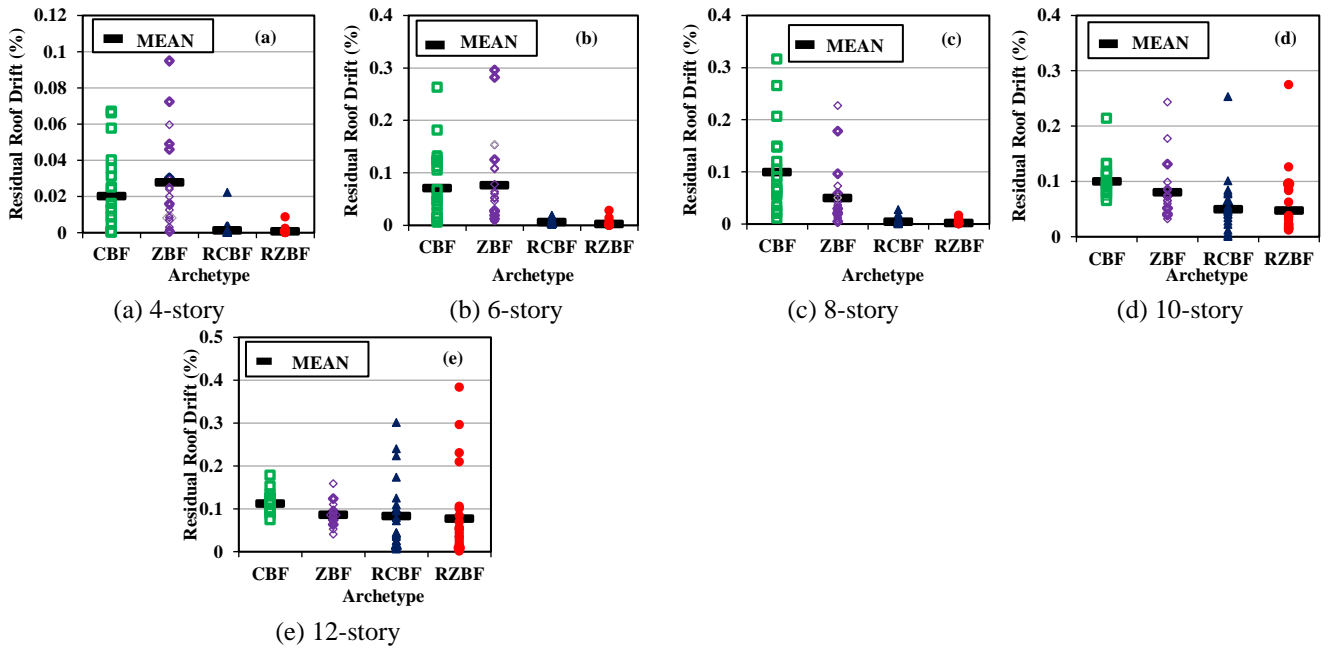 Residual Roof Drift (%)
0.12
0.1
0.08
0.06
0.04
0.02
0
MEAN
(a)
CBF ZBF RCBF RZBF
Archetype
(a) 4-story
Residual Roof Drift (%)
0.4
0.3
0.2
0.1
0
MEAN
(b)
CBF ZBF RCBF RZBF
Archetype
(b) 6-story
Residual Roof Drift (%)
0.4
0.3
0.2
0.1
0
MEAN
(c)
CBF ZBF RCBF RZBF
Archetype
(c) 8-story
Residual Roof Drift (%)
0.4
0.3
0.2
0.1
0
MEAN
(d)
CBF ZBF RCBF RZBF
Archetype
(d) 10-story
Residual Roof Drift (%)
0.5
0.4
0.3
0.2
0.1
0
MEAN
(e)
CBF ZBF RCBF RZBF
Archetype
(e) 12-story